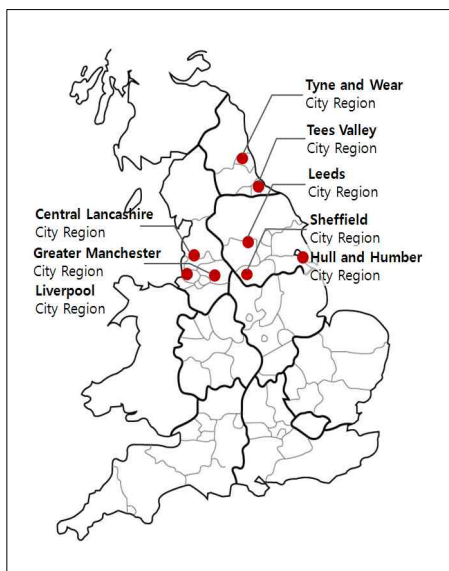 Tyne and Wear
City Region
Tees Valley
City Region
Leeds
City Region
Central Lancashire
City Region
Sheffield
City Region
Greater Manchester
City Region
Hull and Humber
City Region
Liverpool
City Region